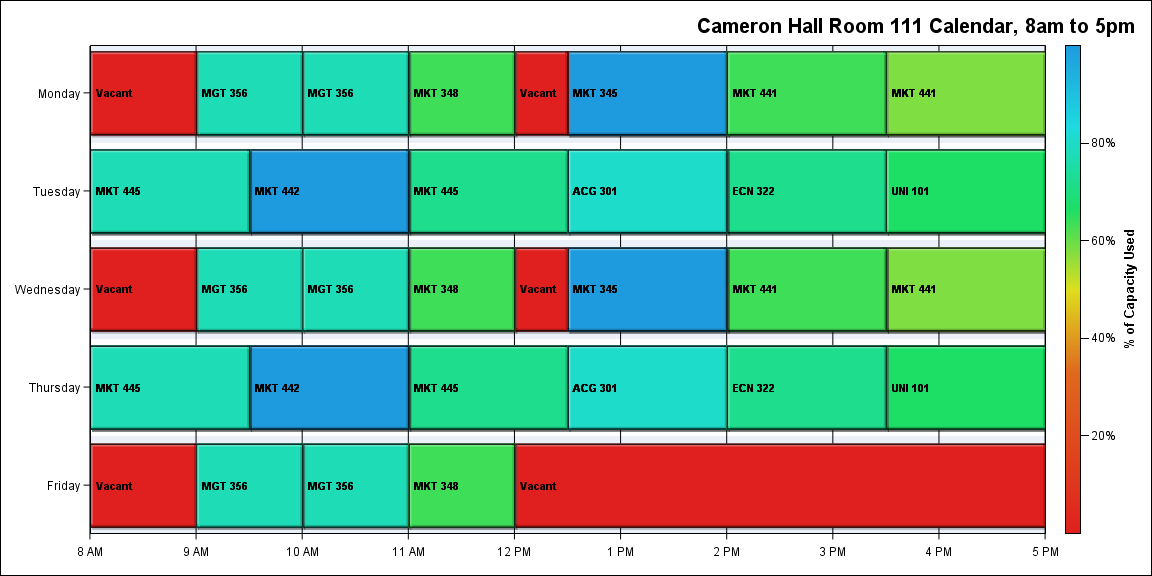 Cameron Hall Room 111 Calendar, 8am to 5pm
Monday
Vacant
MGT 356
MGT 356
MKT 348
Vacant
MKT 345
MKT 441
MKT 441
Tuesday
MKT 445
MKT 442
MKT 445
ACG 301
ECN 322
UNI 101
Wednesday
Vacant
MGT 356
MGT 356
MKT 348
Vacant
MKT 345
MKT 441
MKT 441
Thursday
MKT 445
MKT 442
MKT 445
ACG 301
ECN 322
UNI 101
Friday
Vacant
MGT 356
MGT 356
MKT 348
Vacant
8 AM
9 AM
10 AM
11 AM
12 PM
1 PM
2 PM
3 PM
4 PM
5 PM
80%
60%
40%
20%
% of Capacity Used